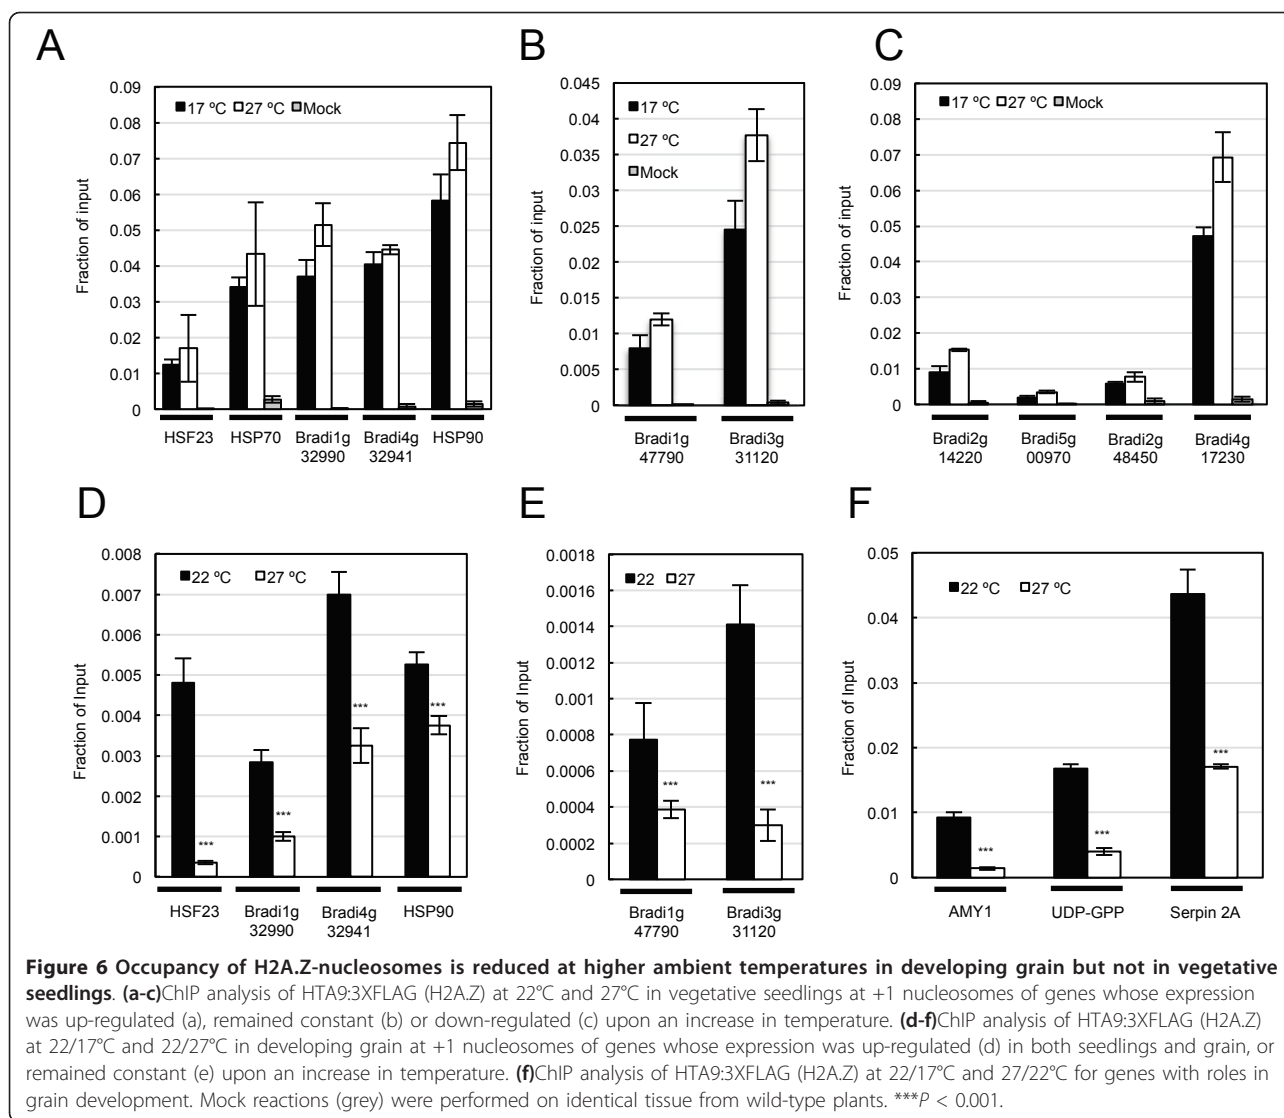 A
B
C
0.09
0.08
0.07
0.06
0.05
0.04
0.03
0.02
0.01
0
Fraction of input
17 ºC 27 ºC Mock
HSF23 HSP70 Bradi1g Bradi4g HSP90
32990 32941
0.045
0.04
0.035
0.03
0.025
0.02
0.015
0.01
0.005
0
Fraction of input
17 ºC
27 ºC
Mock
Bradi1g Bradi3g
47790 31120
0.09
0.08
0.07
0.06
0.05
0.04
0.03
0.02
0.01
0
Fraction of input
17 ºC 27 ºC Mock
Bradi2g Bradi5g Bradi2g Bradi4g
14220 00970 48450 17230
D
E
F
0.008
0.007
0.006
0.005
0.004
0.003
0.002
0.001
0
Fraction of Input
22 ºC 27 ºC
***
***
***
***
HSF23 Bradi1g Bradi4g HSP90
32990 32941
0.0018
0.0016
0.0014
0.0012
0.001
0.0008
0.0006
0.0004
0.0002
0
Fraction of Input
22 27
***
***
Bradi1g Bradi3g
47790 31120
0.05
0.04
0.03
0.02
0.01
0
Fraction of Input
22 ºC 27 ºC
***
***
***
AMY1 UDP-GPP Serpin 2A
Figure 6 Occupancy of H2A.Z-nucleosomes is reduced at higher ambient temperatures in developing grain but not in vegetative
seedlings. (a-c)ChIP analysis of HTA9:3XFLAG (H2A.Z) at 22°C and 27°C in vegetative seedlings at +1 nucleosomes of genes whose expression
was up-regulated (a), remained constant (b) or down-regulated (c) upon an increase in temperature. (d-f)ChIP analysis of HTA9:3XFLAG (H2A.Z)
at 22/17°C and 22/27°C in developing grain at +1 nucleosomes of genes whose expression was up-regulated (d) in both seedlings and grain, or
remained constant (e) upon an increase in temperature. (f)ChIP analysis of HTA9:3XFLAG (H2A.Z) at 22/17°C and 27/22°C for genes with roles in
grain development. Mock reactions (grey) were performed on identical tissue from wild-type plants. ***P < 0.001.